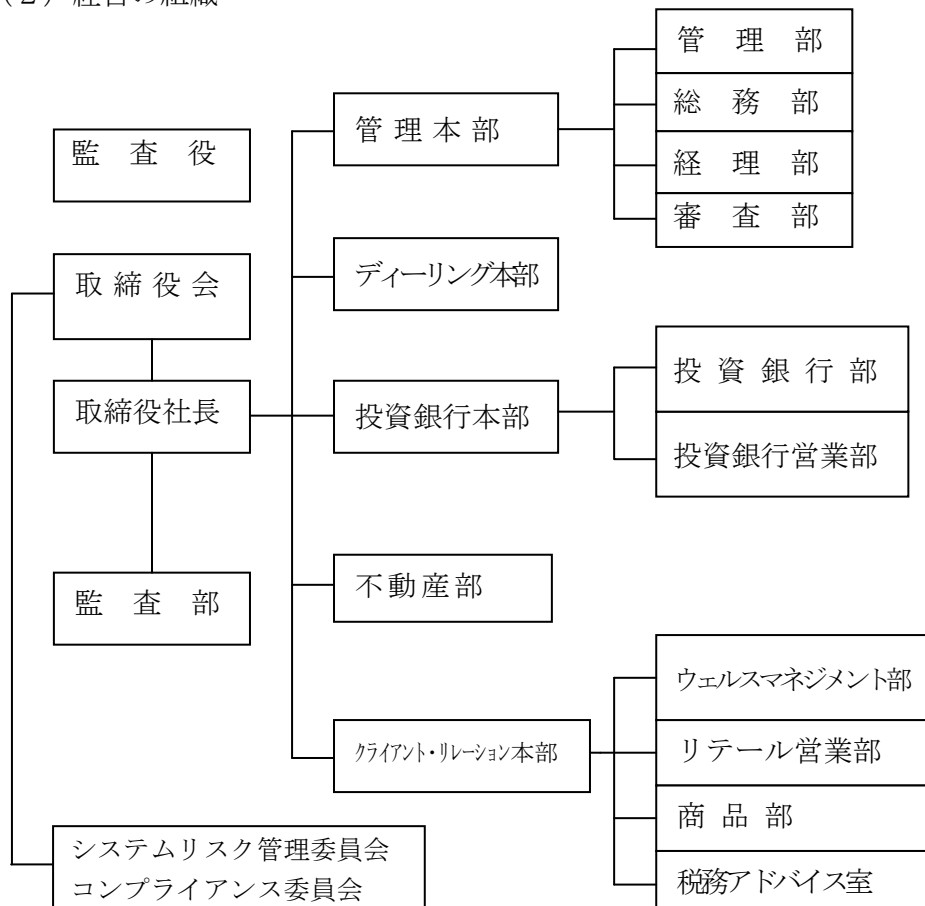 （２）経営の組織
監査役
取締役会
取締役社長
監査部
システムリスク管理委員会
コンプライアンス委員会
管理本部
ディーリング本部
投資銀行本部
不動産部
クライアント・リレーション本部
管理部
総務部
経理部
審査部
投資銀行部
投資銀行営業部
ウェルスマネジメント部
リテール営業部
商品部
税務アドバイス室